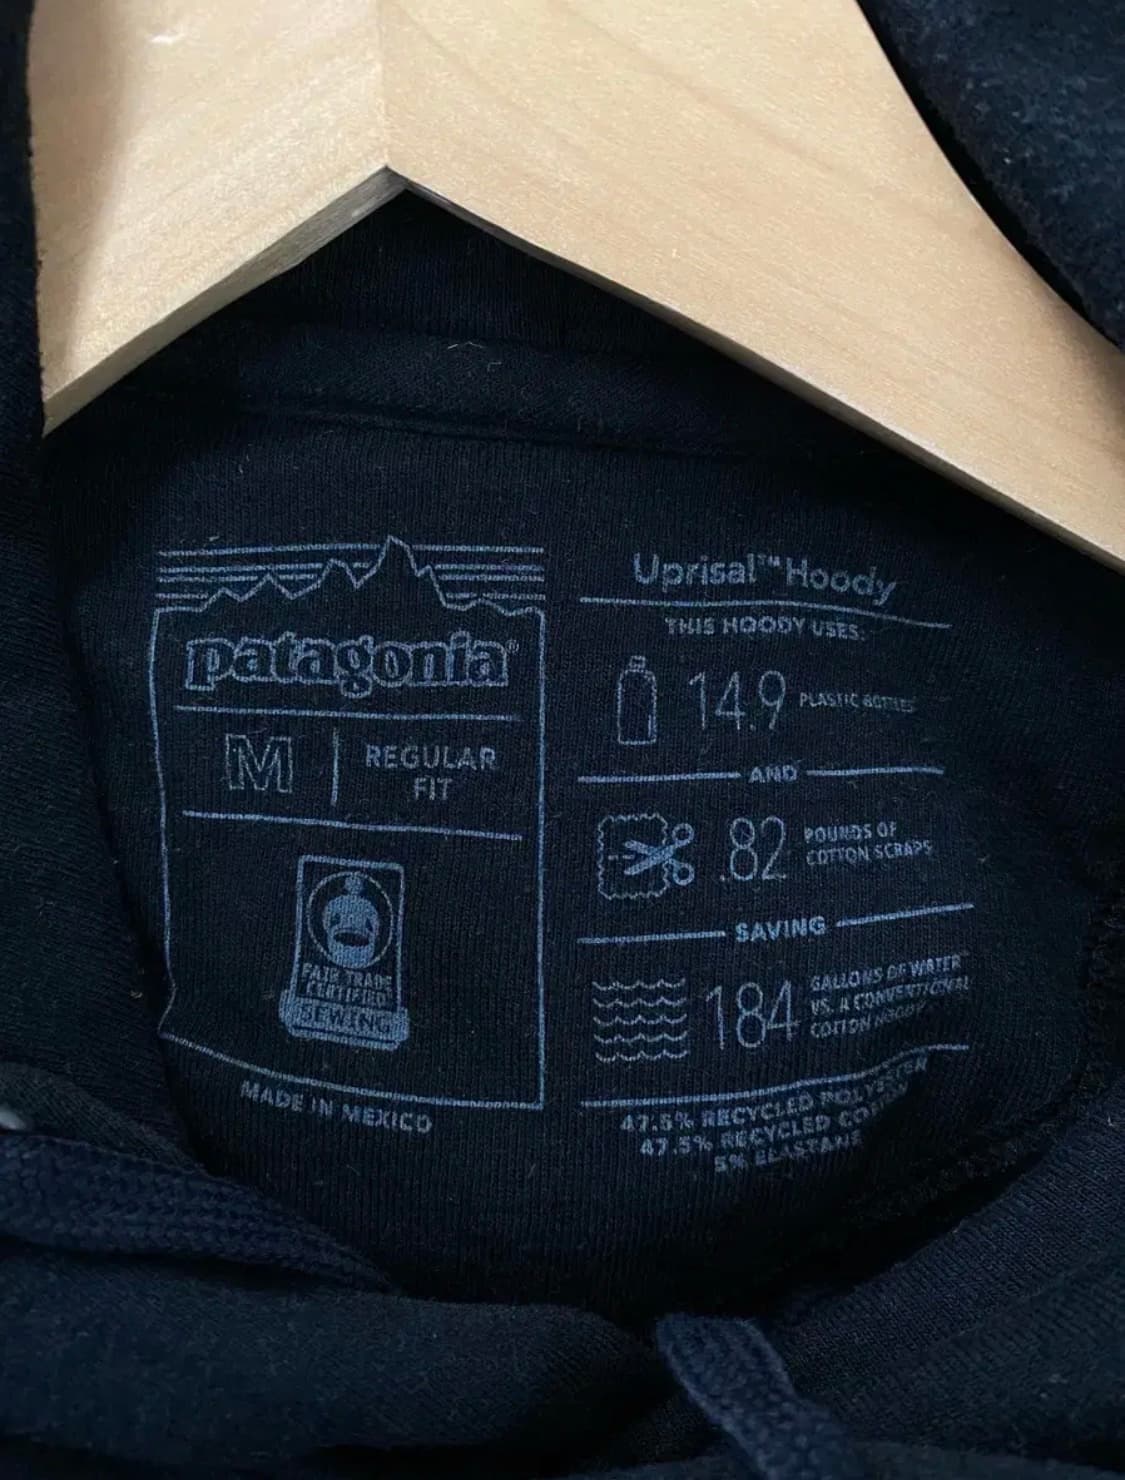 patagonia®
M
REGULAR
FIT
FAIR TRADE
CERTIFIED
SEWING
MADE IN MEXICO
Uprisal™ Hoody
THIS HOODY USES:
14.9 PLASTIC BOTTLES
AND
.82 POUNDS OF
COTTON SCRAPS
SAVING
184 GALLONS OF WATER
VS. A CONVENTIONAL
COTTON HOODY
47.5% RECYCLED POLYESTER
47.5% RECYCLED COTTON
5% ELASTANE